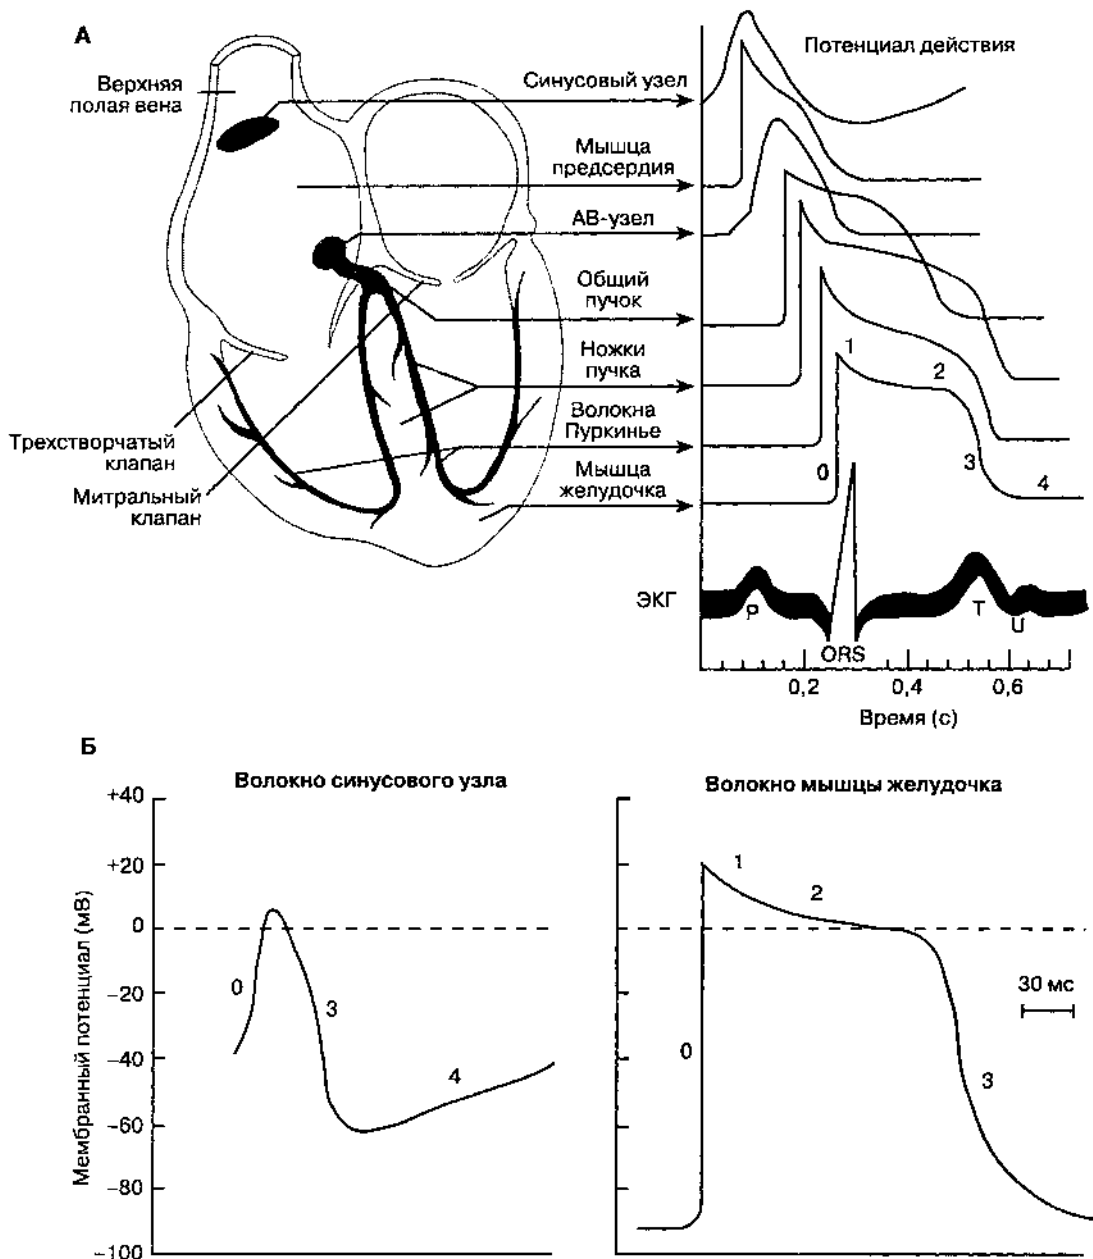 А
Потенциал действия
Верхняя
полая вена
Синусовый узел
Мышца
предсердия
АВ-узел
Общий
пучок
Ножки
пучка
Волокна
Пуркинье
Мышца
желудочка
Трехстворчатый
клапан
Митральный
клапан
1
2
0
3
4
ЭКГ
P
T
U
ORS
0,2
0,4
0,6
Время (с)
Б
Волокно синусового узла
Мембранный потенциал (мВ)
+40
+20
0
−20
−40
−60
−80
−100
0
3
4
Волокно мышцы желудочка
1
2
0
3
30 мс